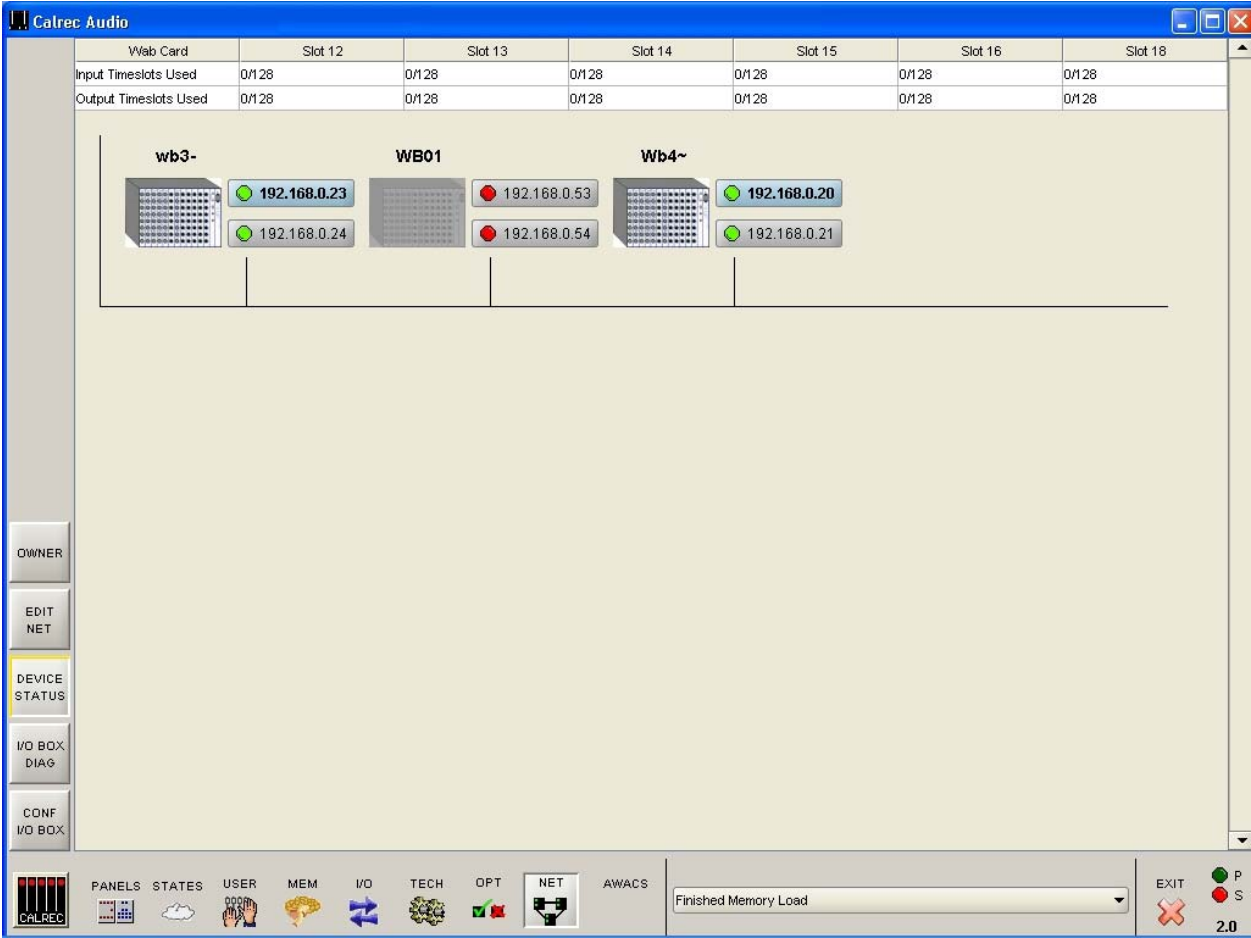 Calrec Audio
Wab Card Slot 12 Slot 13 Slot 14 Slot 15 Slot 16 Slot 18
Input Timeslots Used 0/128 0/128 0/128 0/128 0/128 0/128
Output Timeslots Used 0/128 0/128 0/128 0/128 0/128 0/128
wb3- WB01 Wb4~
192.168.0.23 192.168.0.53 192.168.0.20
192.168.0.24 192.168.0.54 192.168.0.21
OWNER
EDIT
NET
DEVICE
STATUS
I/O BOX
DIAG
CONF
I/O BOX
CALREC
PANELS STATES USER MEM I/O TECH OPT NET AWACS
Finished Memory Load
EXIT
P
S
2.0